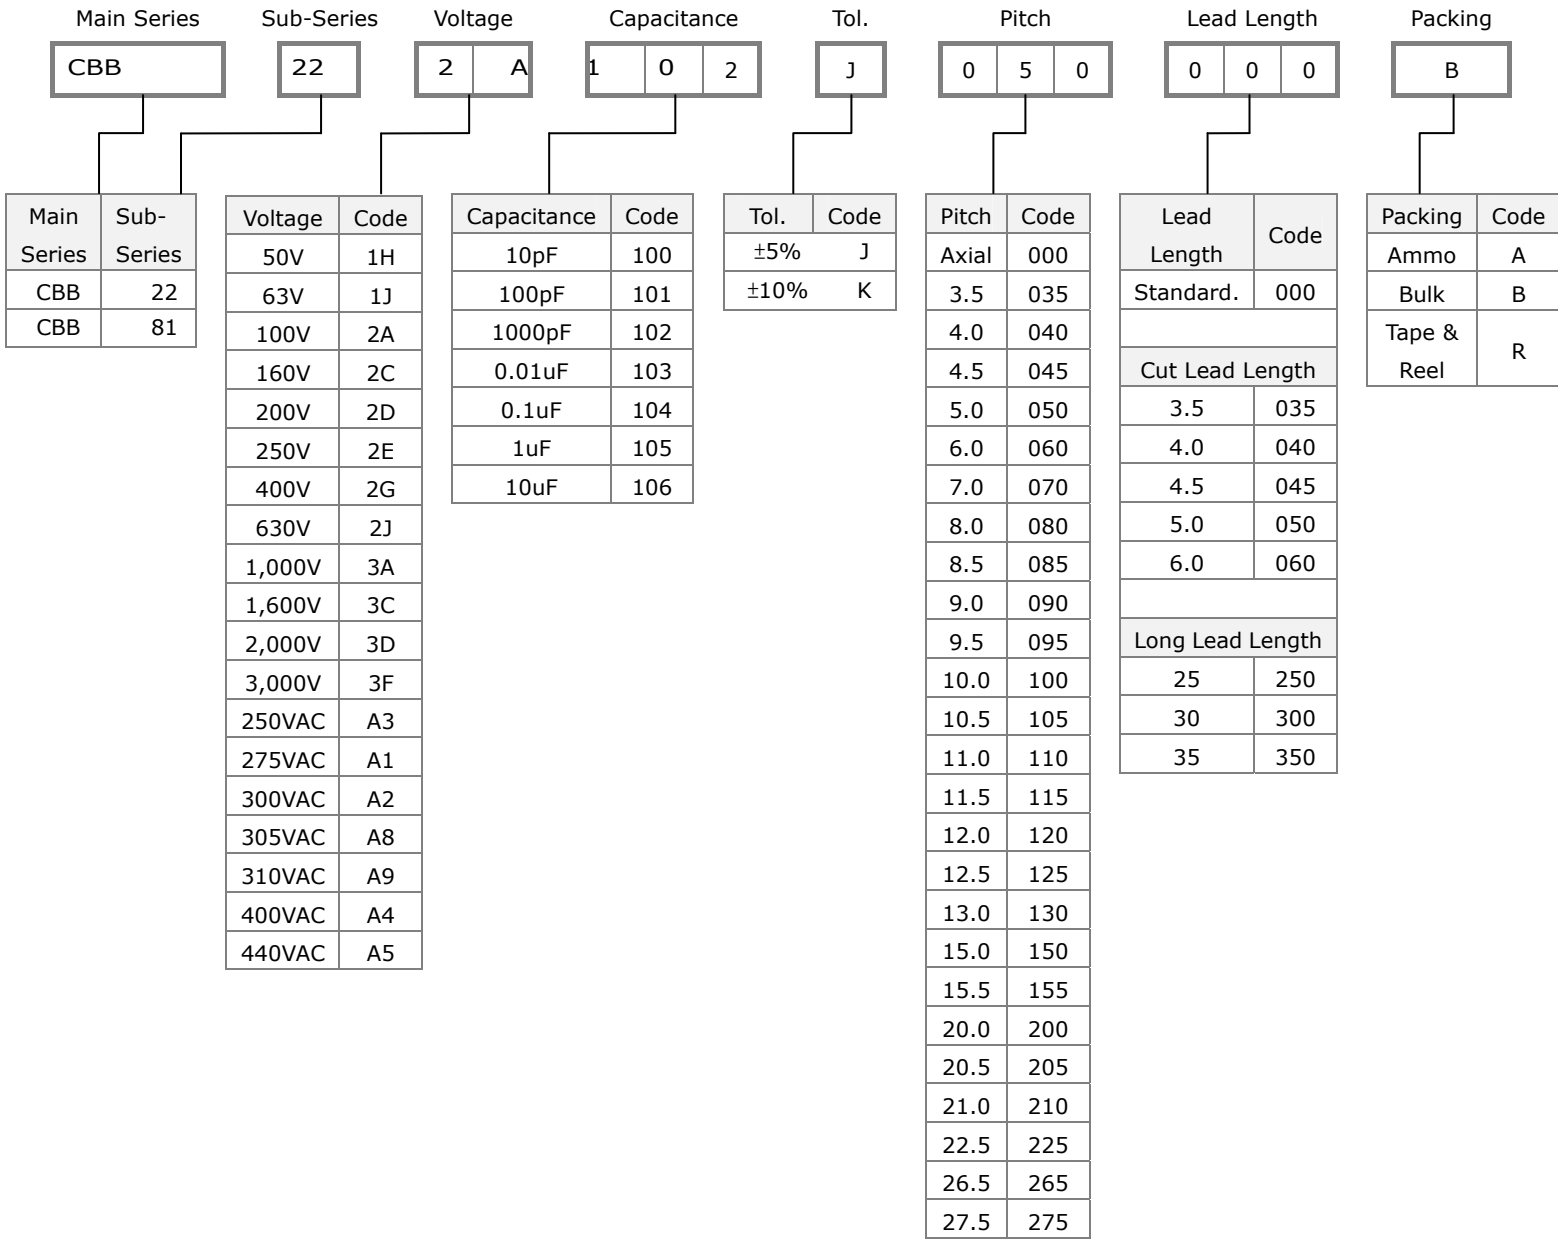 Main Series Sub-Series Voltage Capacitance Tol. Pitch Lead Length Packing
CBB 22 2 A 1 0 2 J 0 5 0 0 0 0 B
Main Series Sub-Series
CBB 22
CBB 81
Voltage Code
50V 1H
63V 1J
100V 2A
160V 2C
200V 2D
250V 2E
400V 2G
630V 2J
1,000V 3A
1,600V 3C
2,000V 3D
3,000V 3F
250VAC A3
275VAC A1
300VAC A2
305VAC A8
310VAC A9
400VAC A4
440VAC A5
Capacitance Code
10pF 100
100pF 101
1000pF 102
0.01uF 103
0.1uF 104
1uF 105
10uF 106
Tol. Code
±5% J
±10% K
Pitch Code
Axial 000
3.5 035
4.0 040
4.5 045
5.0 050
6.0 060
7.0 070
8.0 080
8.5 085
9.0 090
9.5 095
10.0 100
10.5 105
11.0 110
11.5 115
12.0 120
12.5 125
13.0 130
15.0 150
15.5 155
20.0 200
20.5 205
21.0 210
22.5 225
26.5 265
27.5 275
Lead Length Code
Standard. 000
Cut Lead Length
3.5 035
4.0 040
4.5 045
5.0 050
6.0 060
Long Lead Length
25 250
30 300
35 350
Packing Code
Ammo A
Bulk B
Tape & Reel R